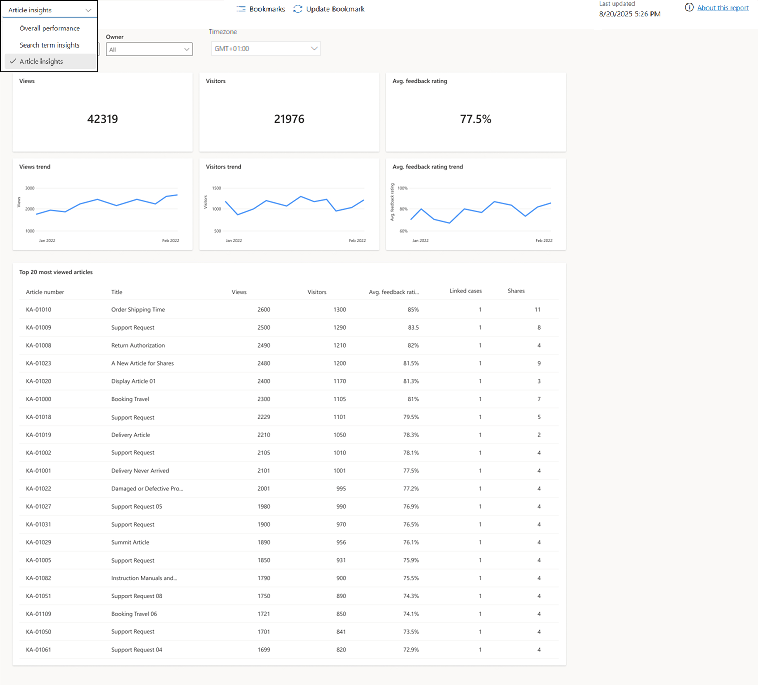 Article insights
Overall performance
Search term insights
Article insights
Bookmarks Update Bookmark
Last updated
8/20/2025 5:26 PM
About this report
Owner
All
Timezone
GMT+01:00
Views
42319
Visitors
21976
Avg. feedback rating
77.5%
Views trend
Views
3000
2000
1000
Jan 2022 Feb 2022
Visitors trend
Visitors
1500
1000
500
Jan 2022 Feb 2022
Avg. feedback rating trend
Avg. feedback rating
100%
80%
60%
Jan 2022 Feb 2022
Top 20 most viewed articles
Article number Title Views Visitors Avg. feedback rati... Linked cases Shares
KA-01010 Order Shipping Time 2600 1300 85% 1 11
KA-01009 Support Request 2500 1290 83.5 1 8
KA-01008 Return Authorization 2490 1210 82% 1 4
KA-01023 A New Article for Shares 2480 1200 81.5% 1 9
KA-01020 Display Article 01 2400 1170 81.3% 1 3
KA-01000 Booking Travel 2300 1105 81% 1 7
KA-01018 Support Request 2229 1101 79.5% 1 5
KA-01019 Delivery Article 2210 1050 78.3% 1 2
KA-01002 Support Request 2105 1010 78.1% 1 4
KA-01001 Delivery Never Arrived 2101 1001 77.5% 1 4
KA-01022 Damaged or Defective Pro... 2001 995 77.2% 1 4
KA-01027 Support Request 05 1980 990 76.9% 1 4
KA-01031 Support Request 1900 970 76.5% 1 4
KA-01029 Summit Article 1890 956 76.1% 1 4
KA-01005 Support Request 1850 931 75.9% 1 4
KA-01082 Instruction Manuals and... 1790 900 75.5% 1 4
KA-01051 Support Request 08 1750 890 74.3% 1 4
KA-01109 Booking Travel 06 1721 850 74.1% 1 4
KA-01050 Support Request 1701 841 73.5% 1 4
KA-01061 Support Request 04 1699 820 72.9% 1 4